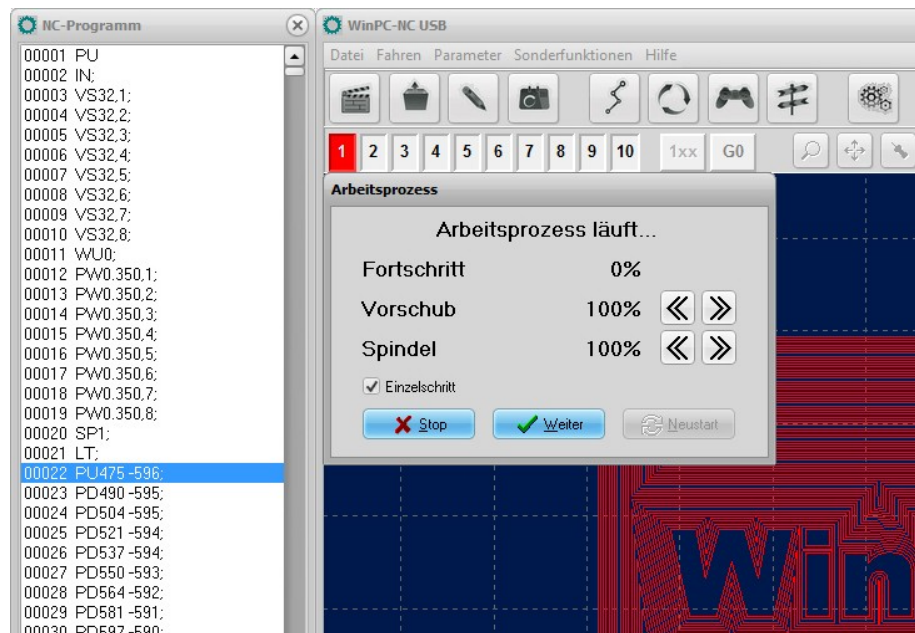 NC-Programm
00001 PU
00002 IN;
00003 VS32,1;
00004 VS32,2;
00005 VS32,3;
00006 VS32,4;
00007 VS32,5;
00008 VS32,6;
00009 VS32,7;
00010 VS32,8;
00011 WU0;
00012 PW0.350,1;
00013 PW0.350,2;
00014 PW0.350,3;
00015 PW0.350,4;
00016 PW0.350,5;
00017 PW0.350,6;
00018 PW0.350,7;
00019 PW0.350,8;
00020 SP1;
00021 LT;
00022 PU475 -596;
00023 PD490 -595;
00024 PD504 -595;
00025 PD521 -594;
00026 PD537 -594;
00027 PD550 -593;
00028 PD564 -592;
00029 PD581 -591;
00030 PD597 -590;
WinPC-NC USB
Datei Fahren Parameter Sonderfunktionen Hilfe
1 2 3 4 5 6 7 8 9 10 1xx G0
Arbeitsprozess
Arbeitsprozess läuft...
Fortschritt 0%
Vorschub 100%
Spindel 100%
Einzelschritt
Stop Weiter Neustart
Win